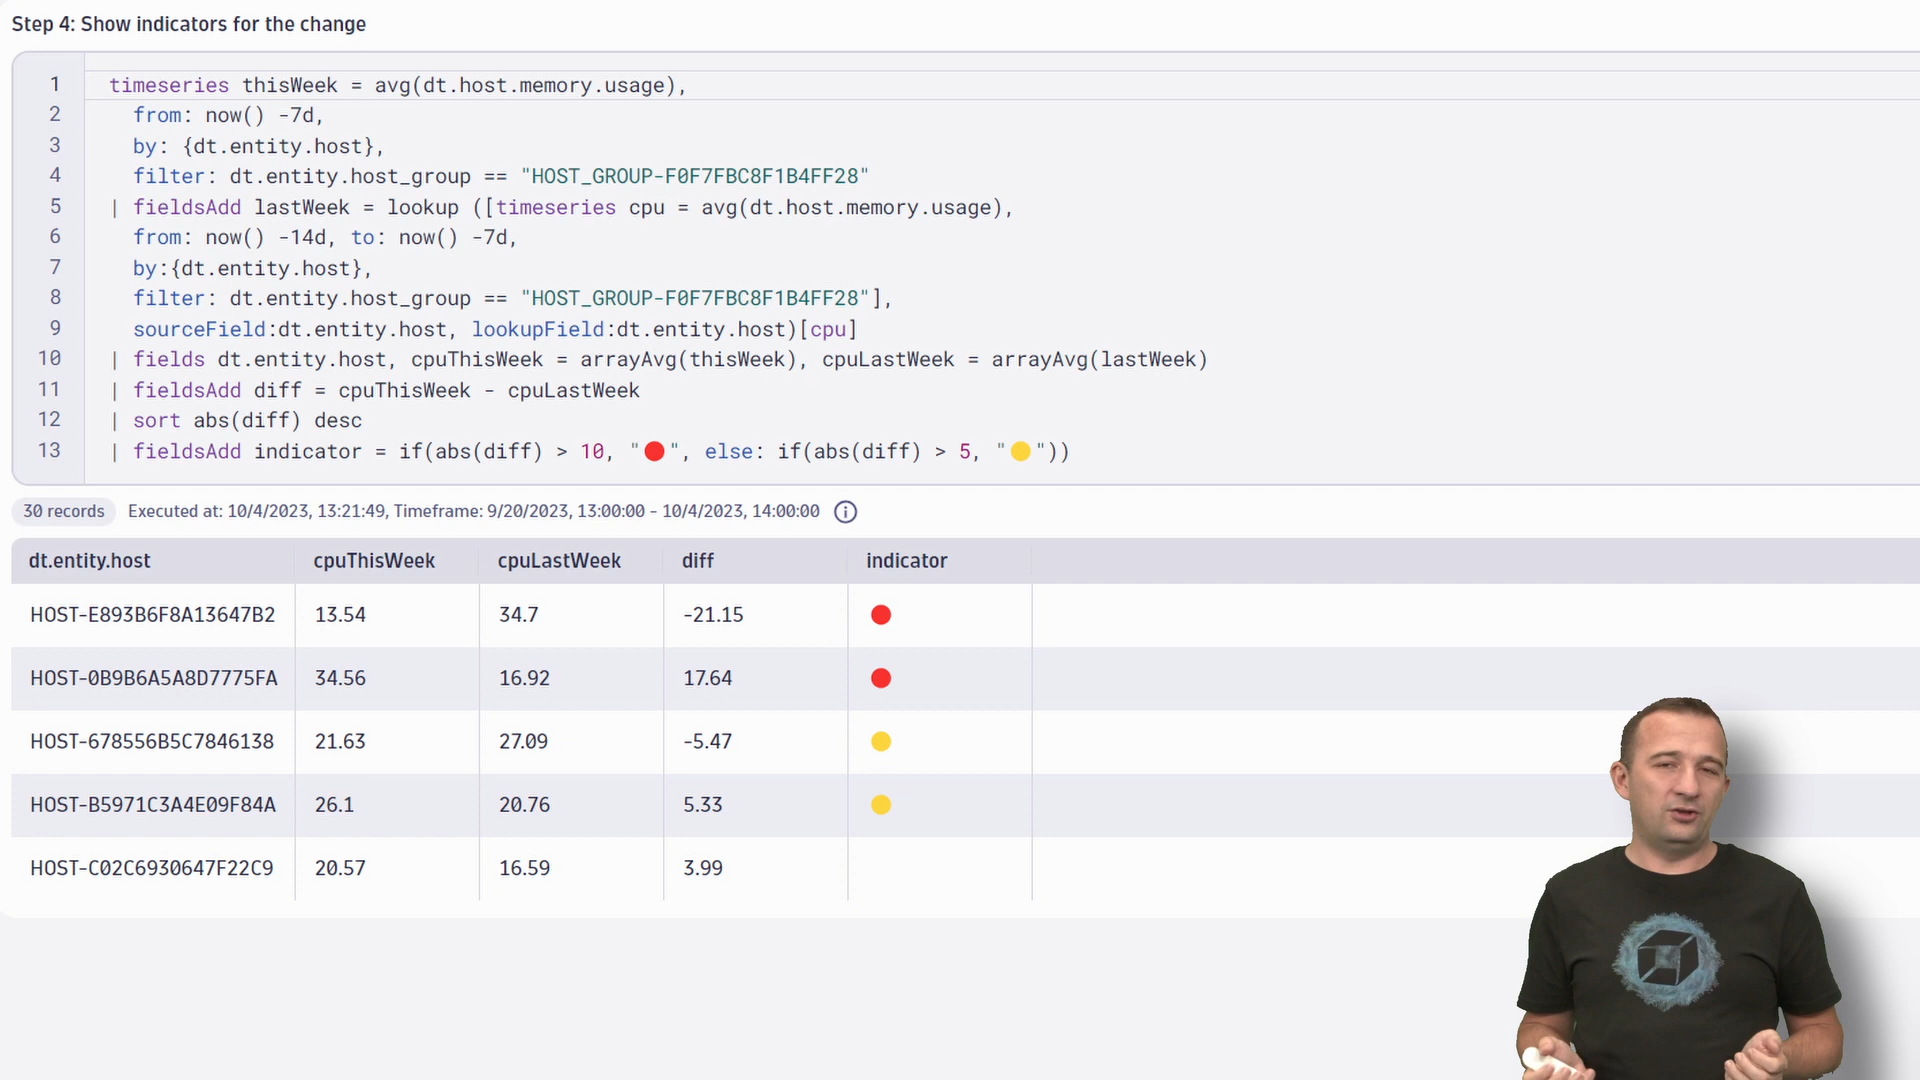 Step 4: Show indicators for the change
1 timeseries thisWeek = avg(dt.host.memory.usage),
2 from: now() -7d,
3 by: {dt.entity.host},
4 filter: dt.entity.host_group == "HOST_GROUP-F0F7FBC8F1B4FF28"
5 | fieldsAdd lastWeek = lookup ([timeseries cpu = avg(dt.host.memory.usage),
6 from: now() -14d, to: now() -7d,
7 by:{dt.entity.host},
8 filter: dt.entity.host_group == "HOST_GROUP-F0F7FBC8F1B4FF28"],
9 sourceField:dt.entity.host, lookupField:dt.entity.host)[cpu]
10 | fields dt.entity.host, cpuThisWeek = arrayAvg(thisWeek), cpuLastWeek = arrayAvg(lastWeek)
11 | fieldsAdd diff = cpuThisWeek - cpuLastWeek
12 | sort abs(diff) desc
13 | fieldsAdd indicator = if(abs(diff) > 10, "🔴", else: if(abs(diff) > 5, "🟡"))
30 records Executed at: 10/4/2023, 13:21:49, Timeframe: 9/20/2023, 13:00:00 - 10/4/2023, 14:00:00
dt.entity.host cpuThisWeek cpuLastWeek diff indicator
HOST-E893B6F8A13647B2 13.54 34.7 -21.15 🔴
HOST-0B9B6A5A8D7775FA 34.56 16.92 17.64 🔴
HOST-678556B5C7846138 21.63 27.09 -5.47 🟡
HOST-B5971C3A4E09F84A 26.1 20.76 5.33 🟡
HOST-C02C6930647F22C9 20.57 16.59 3.99